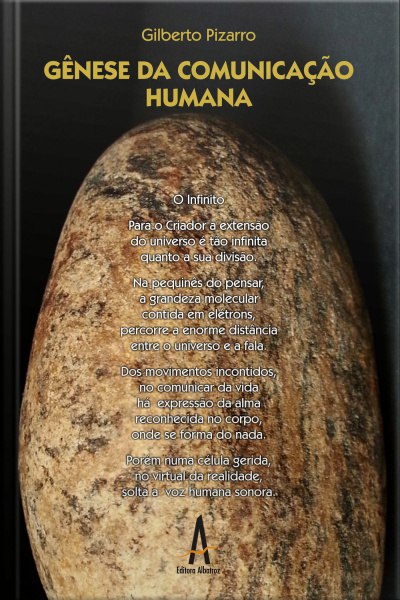 Gilberto Pizarro
GÊNESE DA COMUNICAÇÃO
HUMANA
O Infinito
Para o Criador a extensão
do universo é tão infinita
quanto a sua divisão.
Na pequinês do pensar,
a grandeza molecular
contida em elétrons,
percorre a enorme distância
entre o universo e a fala.
Dos movimentos incontidos,
no comunicar da vida
há expressão da alma
reconhecida no corpo,
onde se forma do nada.
Porém numa célula gerida,
no virtual da realidade,
solta a voz humana sonora.
Editora Albatroz